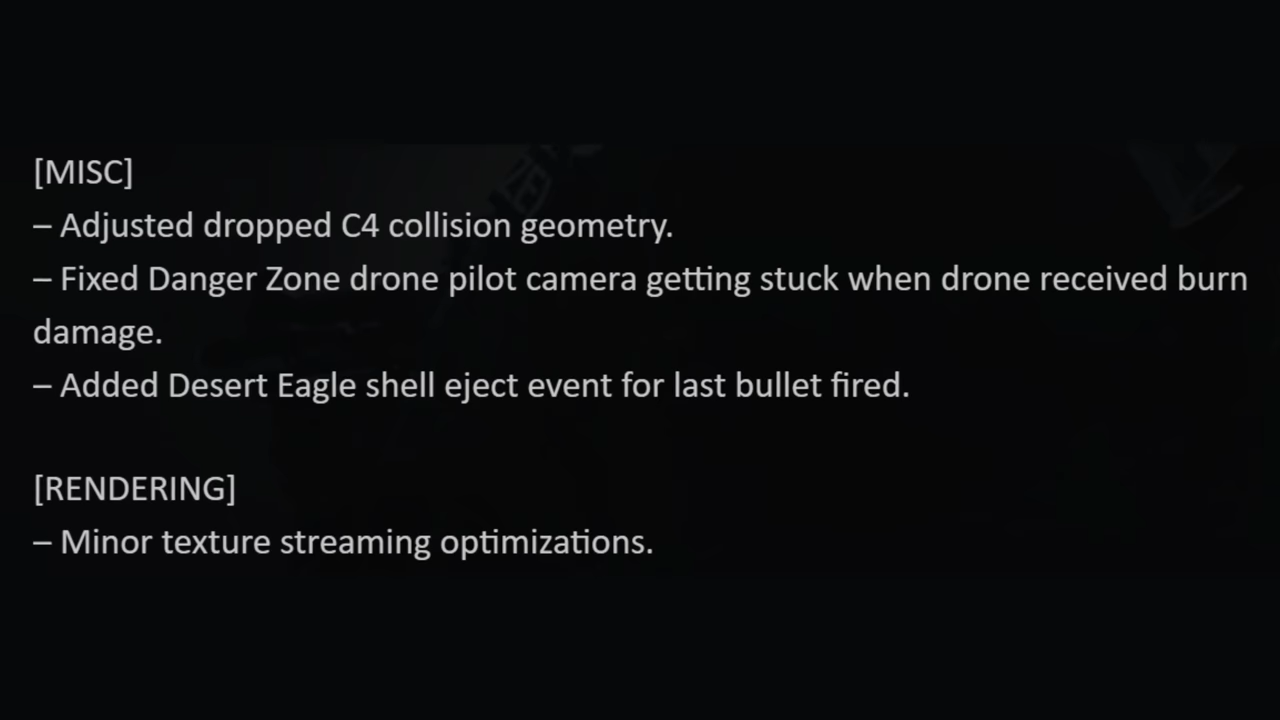 [MISC]
– Adjusted dropped C4 collision geometry.
– Fixed Danger Zone drone pilot camera getting stuck when drone received burn
damage.
– Added Desert Eagle shell eject event for last bullet fired.
[RENDERING]
– Minor texture streaming optimizations.